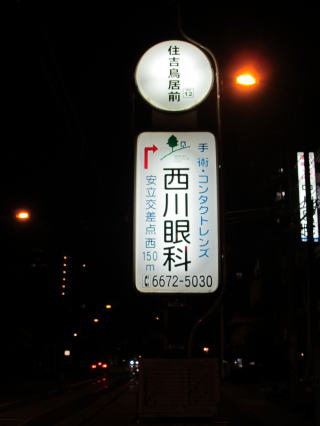 住吉鳥居前
12
手術・コンタクトレンズ
西川眼科
安立交差点西150m
6672-5030